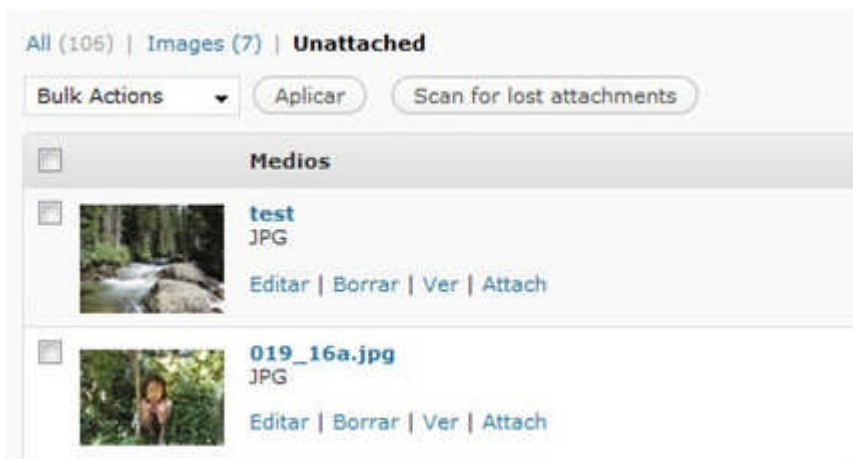 All (106) | Images (7) | Unattached
Bulk Actions Aplicar Scan for lost attachments
Medios
test
JPG
Editar | Borrar | Ver | Attach
019_16a.jpg
JPG
Editar | Borrar | Ver | Attach